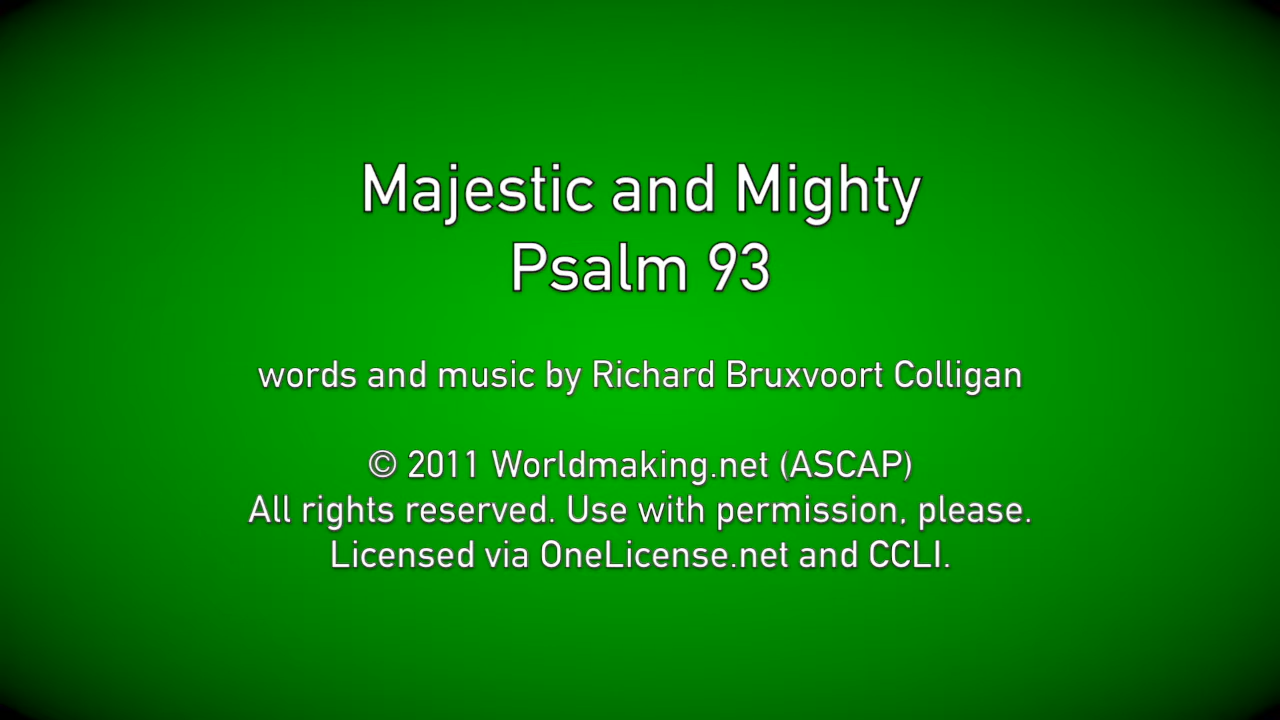 Majestic and Mighty
Psalm 93
words and music by Richard Bruxvoort Colligan
© 2011 Worldmaking.net (ASCAP)
All rights reserved. Use with permission, please.
Licensed via OneLicense.net and CCLI.